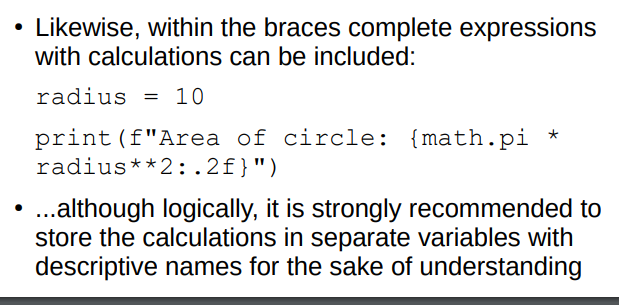 • Likewise, within the braces complete expressions
with calculations can be included:
radius = 10
print(f"Area of circle: {math.pi *
radius**2:.2f}")
• ...although logically, it is strongly recommended to
store the calculations in separate variables with
descriptive names for the sake of understanding